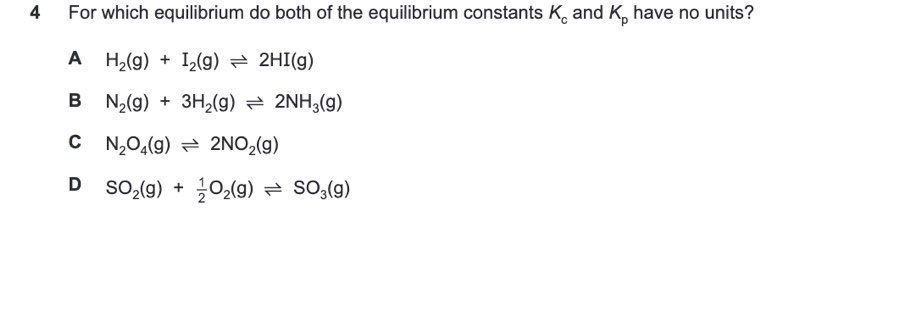 4 For which equilibrium do both of the equilibrium constants K꜀ and Kₚ have no units?
A H₂(g) + I₂(g) ⇌ 2HI(g)
B N₂(g) + 3H₂(g) ⇌ 2NH₃(g)
C N₂O₄(g) ⇌ 2NO₂(g)
D SO₂(g) + ½O₂(g) ⇌ SO₃(g)